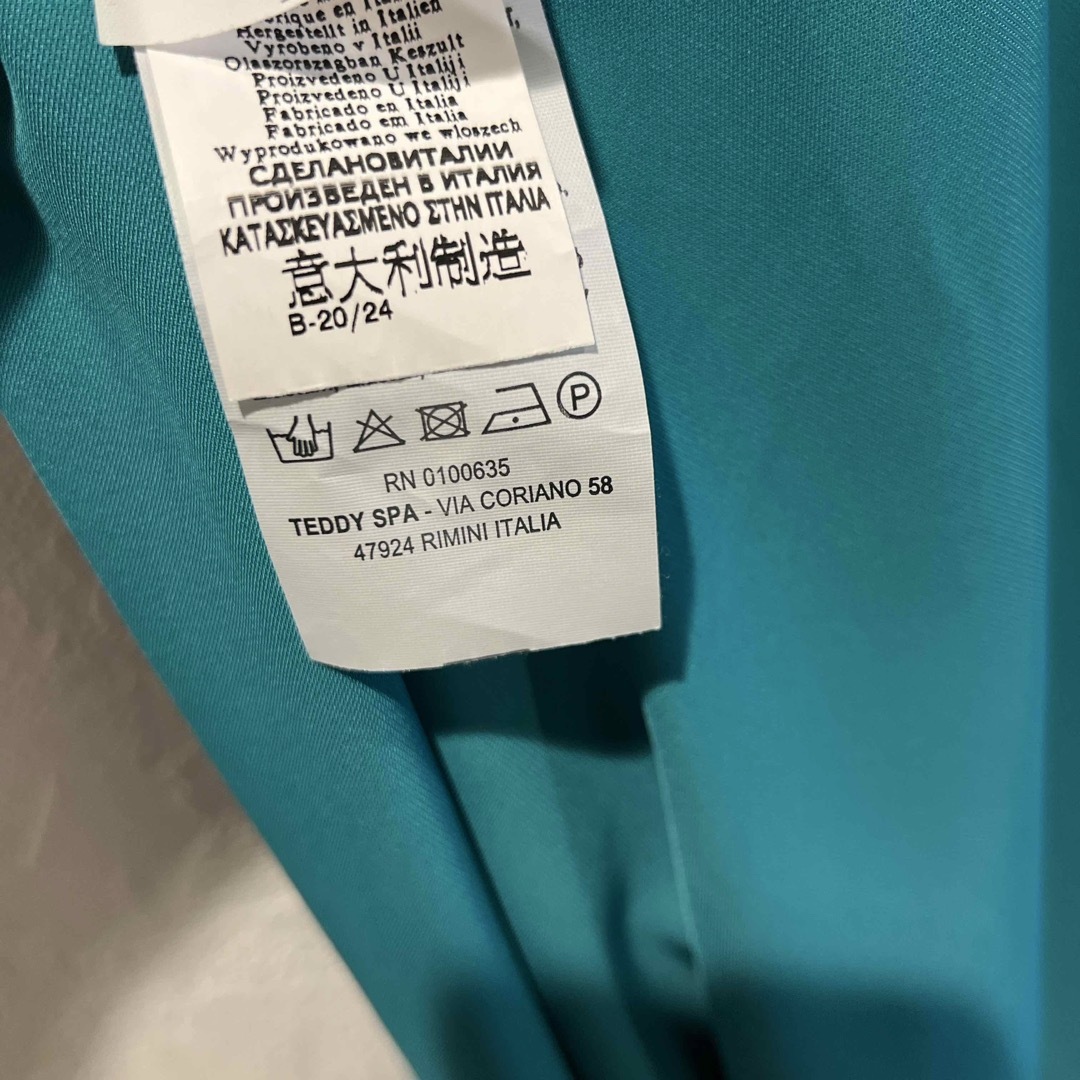 rique en Italie
Hergestellt in Italien
Vyrobeno v Italii
Olaszorszagban Keszult
Proizvedeno U Italiji
Proizvedeno U Italiji
Fabricado en Italia
Fabricado em Italia
Wyprodukowano we wloszech
СДЕЛАНОВИТАЛИИ
ПРОИЗВЕДЕН В ИТАЛИЯ
ΚΑΤΑΣΚΕΥΑΣΜΕΝΟ ΣΤΗΝ ΙΤΑΛΙΑ
意大利制造
B-20/24
P
RN 0100635
TEDDY SPA - VIA CORIANO 58
47924 RIMINI ITALIA